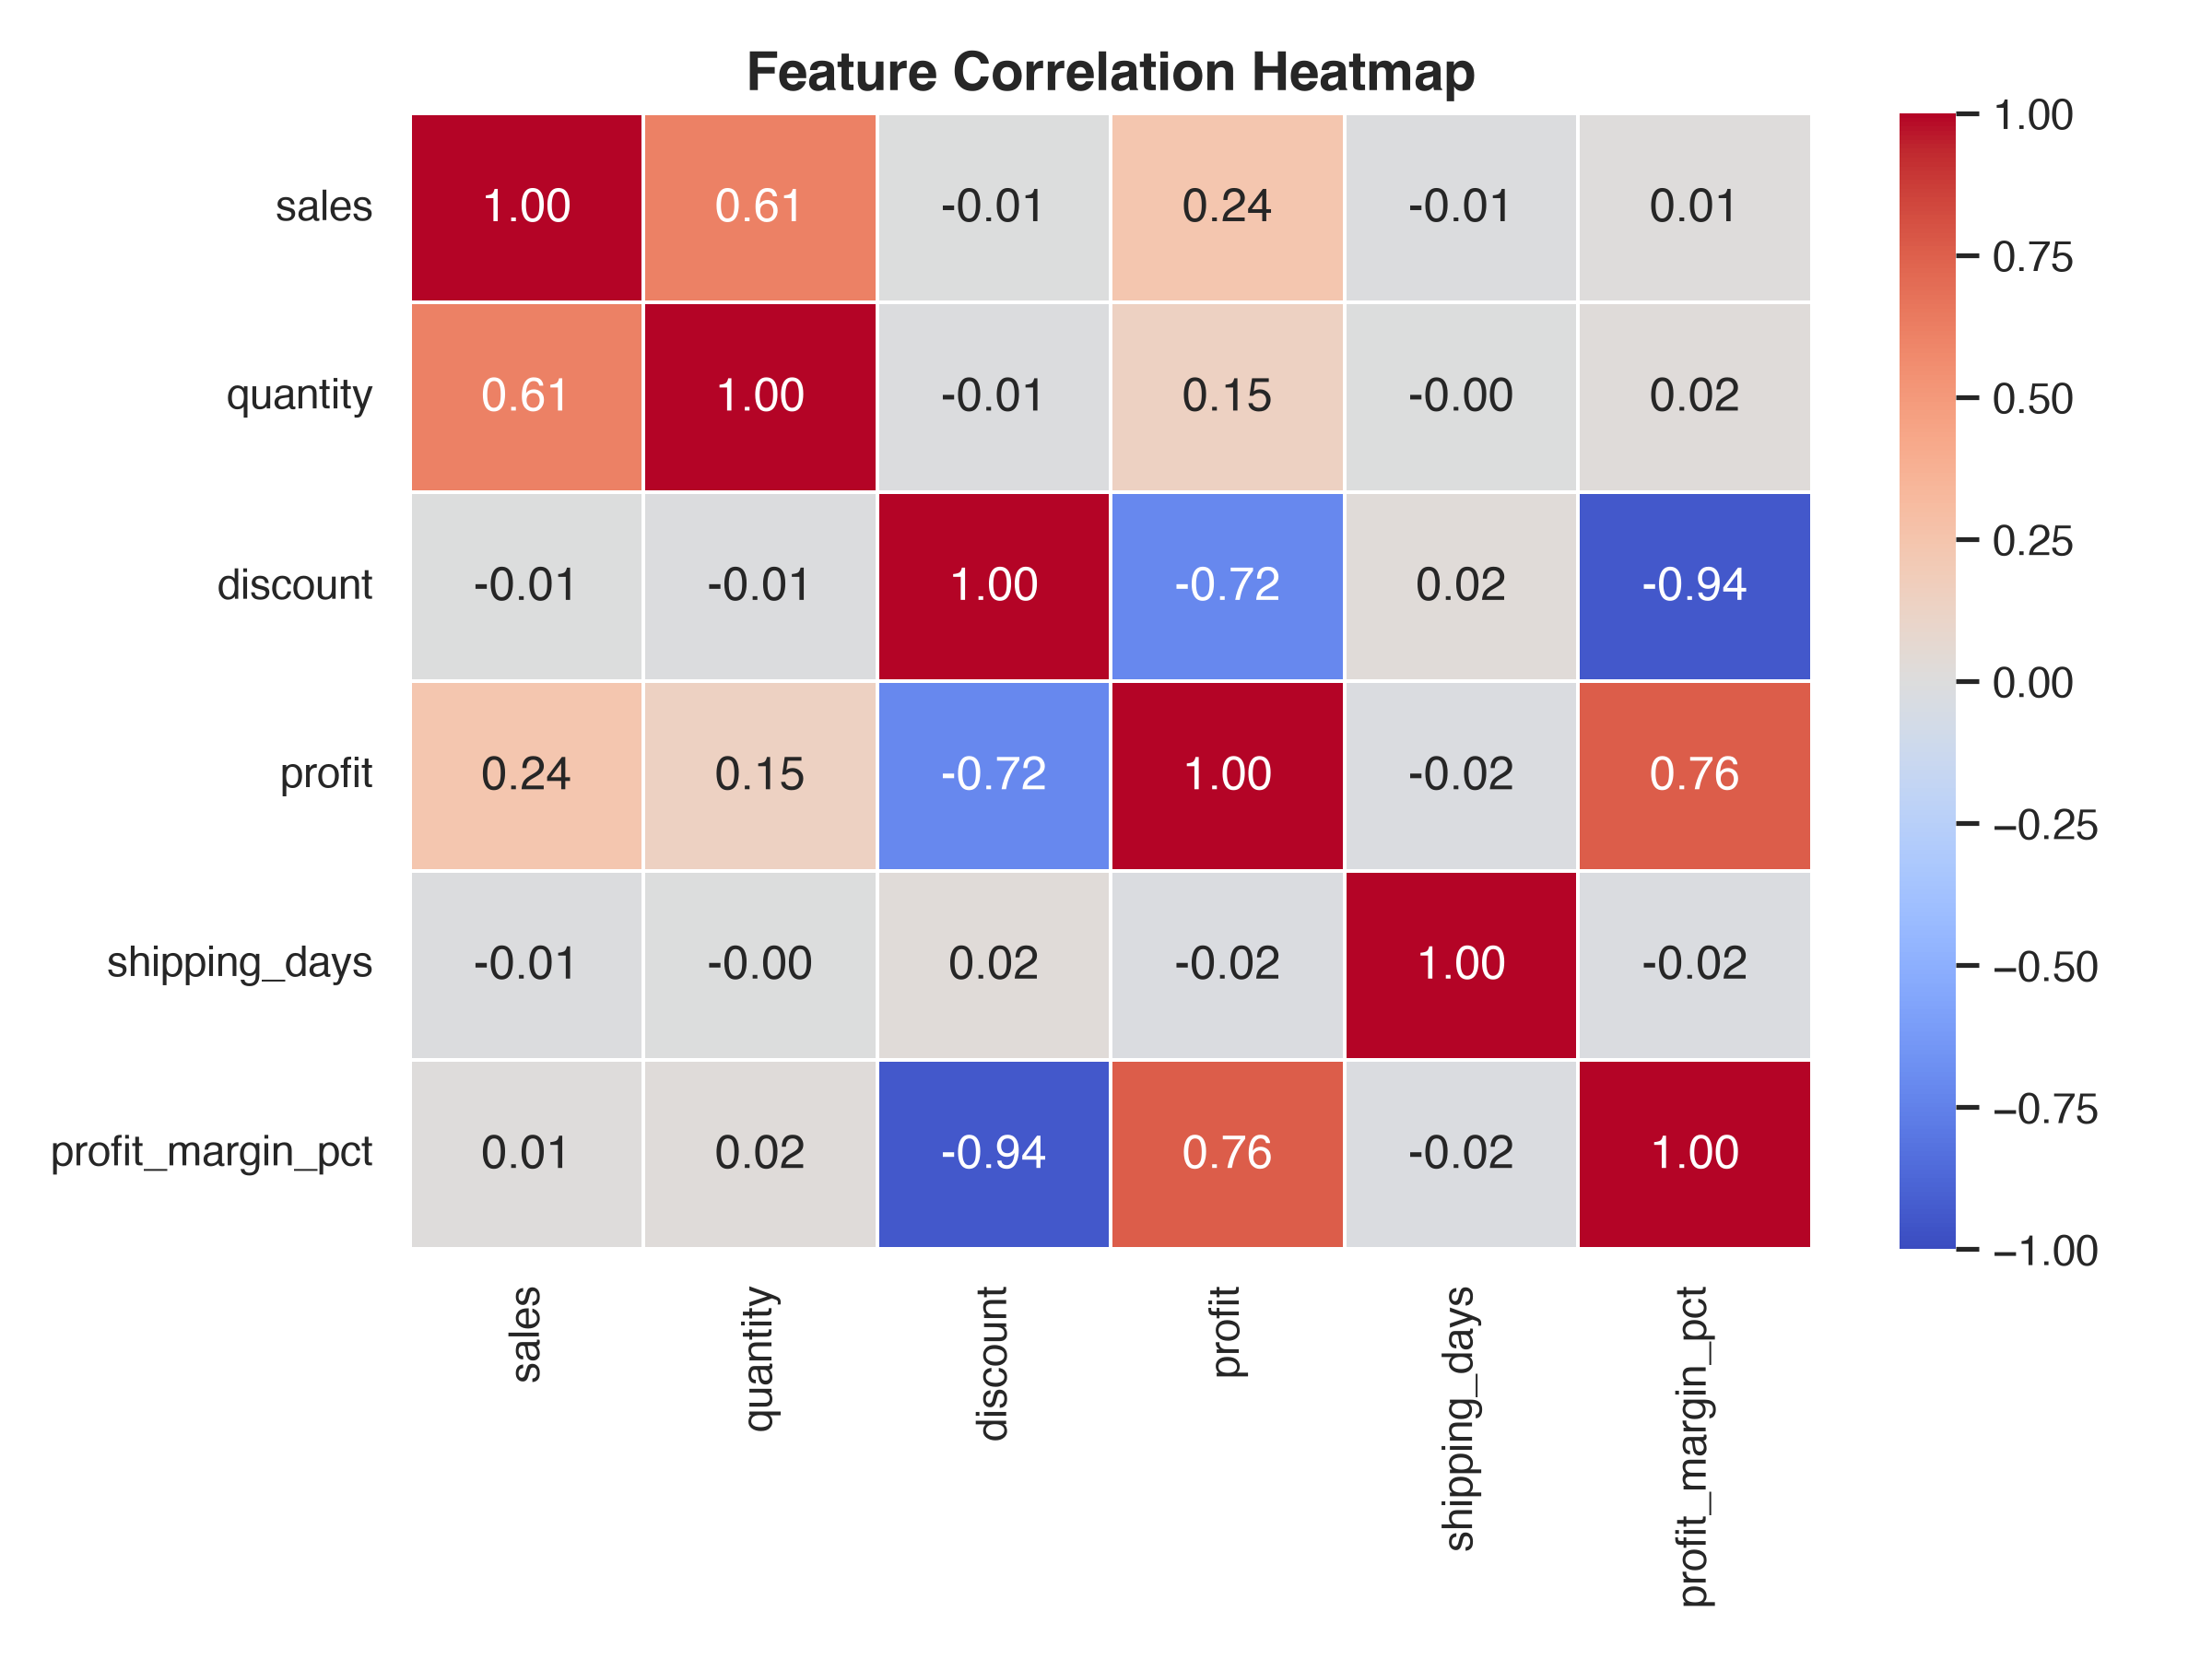 Feature Correlation Heatmap
sales 1.00 0.61 -0.01 0.24 -0.01 0.01
quantity 0.61 1.00 -0.01 0.15 -0.00 0.02
discount -0.01 -0.01 1.00 -0.72 0.02 -0.94
profit 0.24 0.15 -0.72 1.00 -0.02 0.76
shipping_days -0.01 -0.00 0.02 -0.02 1.00 -0.02
profit_margin_pct 0.01 0.02 -0.94 0.76 -0.02 1.00
sales
quantity
discount
profit
shipping_days
profit_margin_pct
1.00
0.75
0.50
0.25
0.00
−0.25
−0.50
−0.75
−1.00